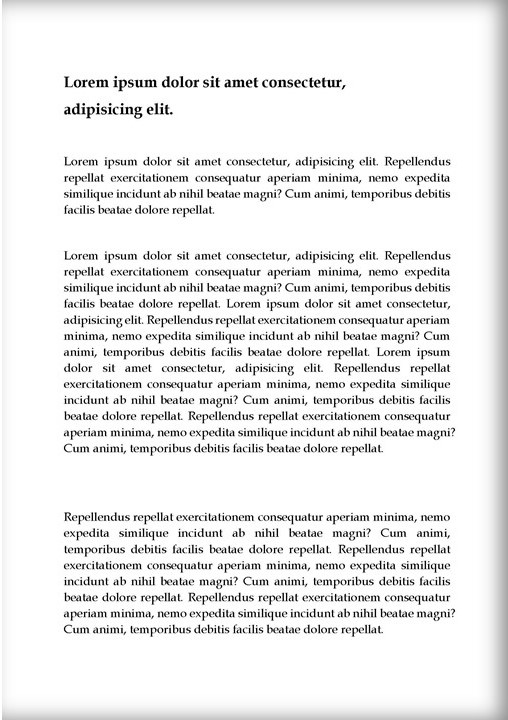 Lorem ipsum dolor sit amet consectetur,
adipisicing elit.
Lorem ipsum dolor sit amet consectetur, adipisicing elit. Repellendus
repellat exercitationem consequatur aperiam minima, nemo expedita
similique incidunt ab nihil beatae magni? Cum animi, temporibus debitis
facilis beatae dolore repellat.
Lorem ipsum dolor sit amet consectetur, adipisicing elit. Repellendus
repellat exercitationem consequatur aperiam minima, nemo expedita
similique incidunt ab nihil beatae magni? Cum animi, temporibus debitis
facilis beatae dolore repellat. Lorem ipsum dolor sit amet consectetur,
adipisicing elit. Repellendus repellat exercitationem consequatur aperiam
minima, nemo expedita similique incidunt ab nihil beatae magni? Cum
animi, temporibus debitis facilis beatae dolore repellat. Lorem ipsum
dolor sit amet consectetur, adipisicing elit. Repellendus repellat
exercitationem consequatur aperiam minima, nemo expedita similique
incidunt ab nihil beatae magni? Cum animi, temporibus debitis facilis
beatae dolore repellat. Repellendus repellat exercitationem consequatur
aperiam minima, nemo expedita similique incidunt ab nihil beatae magni?
Cum animi, temporibus debitis facilis beatae dolore repellat.
Repellendus repellat exercitationem consequatur aperiam minima, nemo
expedita similique incidunt ab nihil beatae magni? Cum animi,
temporibus debitis facilis beatae dolore repellat. Repellendus repellat
exercitationem consequatur aperiam minima, nemo expedita similique
incidunt ab nihil beatae magni? Cum animi, temporibus debitis facilis
beatae dolore repellat. Repellendus repellat exercitationem consequatur
aperiam minima, nemo expedita similique incidunt ab nihil beatae magni?
Cum animi, temporibus debitis facilis beatae dolore repellat.